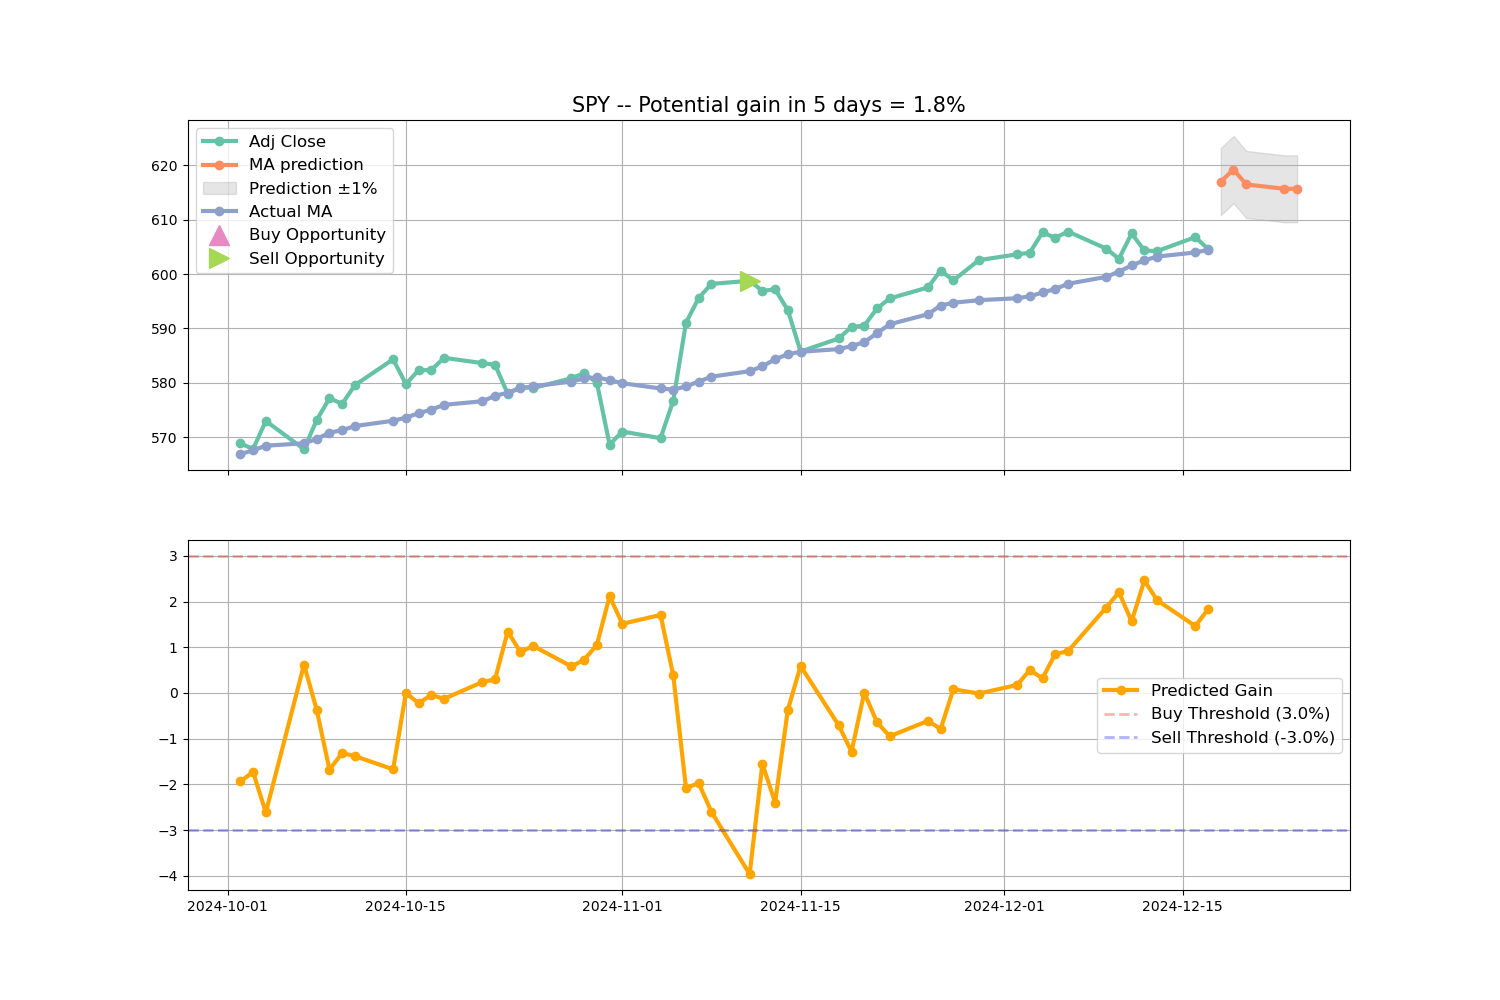 SPY -- Potential gain in 5 days = 1.8%
Adj Close
MA prediction
Prediction ±1%
Actual MA
Buy Opportunity
Sell Opportunity
620
610
600
590
580
570
3
2
1
0
−1
−2
−3
−4
Predicted Gain
Buy Threshold (3.0%)
Sell Threshold (-3.0%)
2024-10-01 2024-10-15 2024-11-01 2024-11-15 2024-12-01 2024-12-15